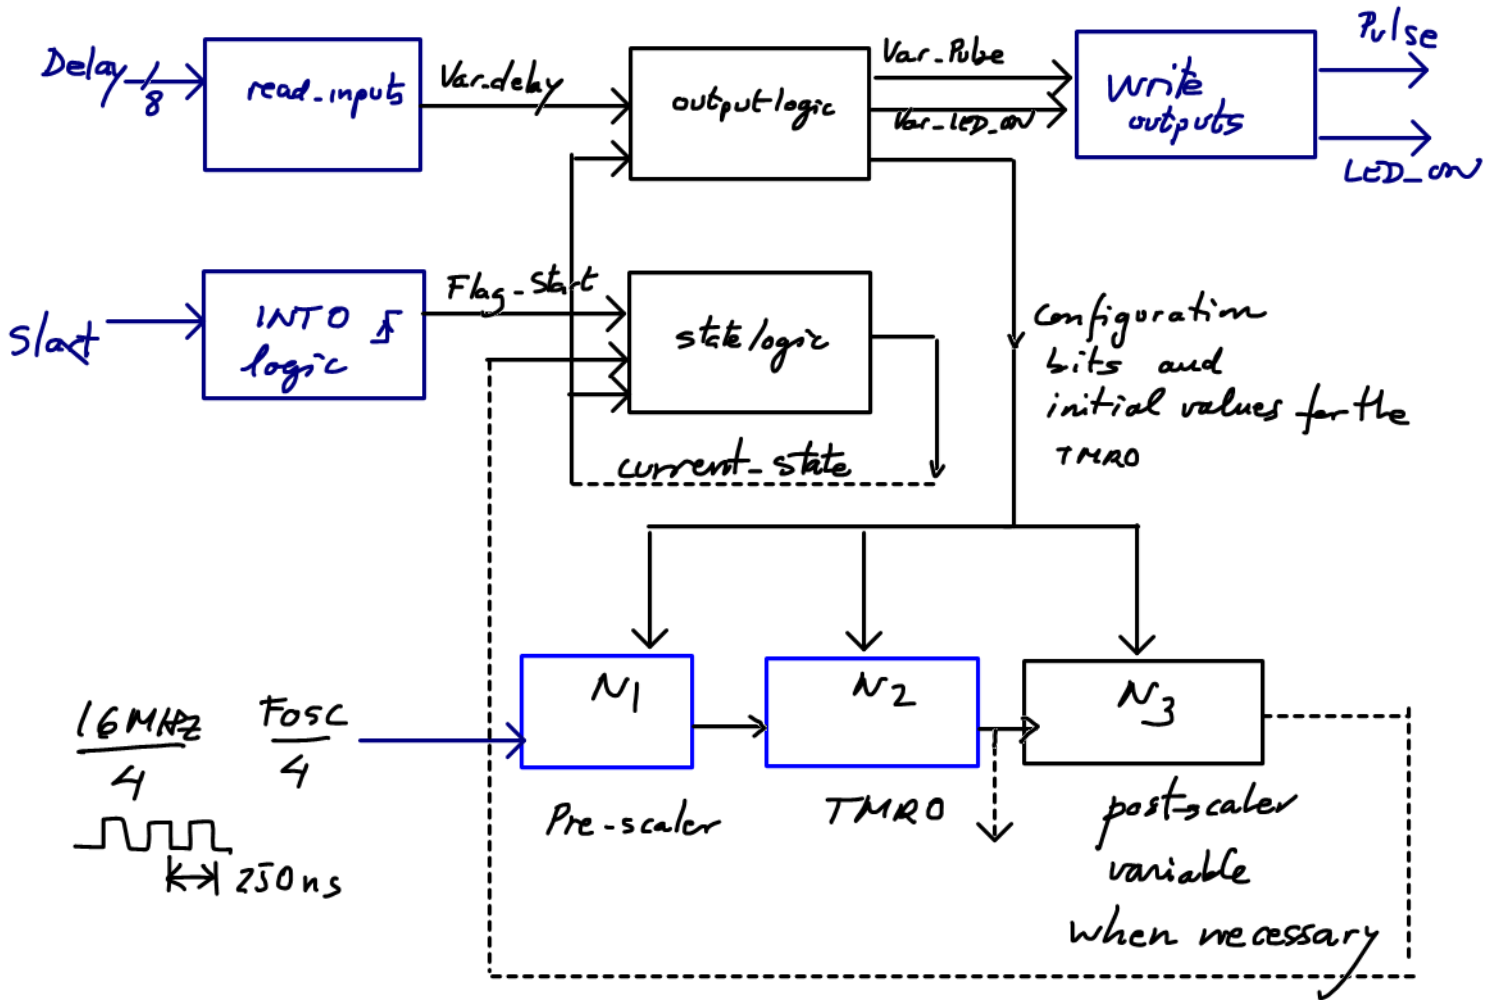 Delay
8
read_inputs
Var_delay
output logic
Var_Pulse
Var_LED_ON
Write
outputs
Pulse
LED_ON
Start
INT0
logic
Flag_Start
state logic
current_state
configuration
bits and
initial values for the
TMR0
16MHz
4
Fosc
4
250ns
N1
Pre-scaler
N2
TMR0
N3
post-scaler
variable
when necessary